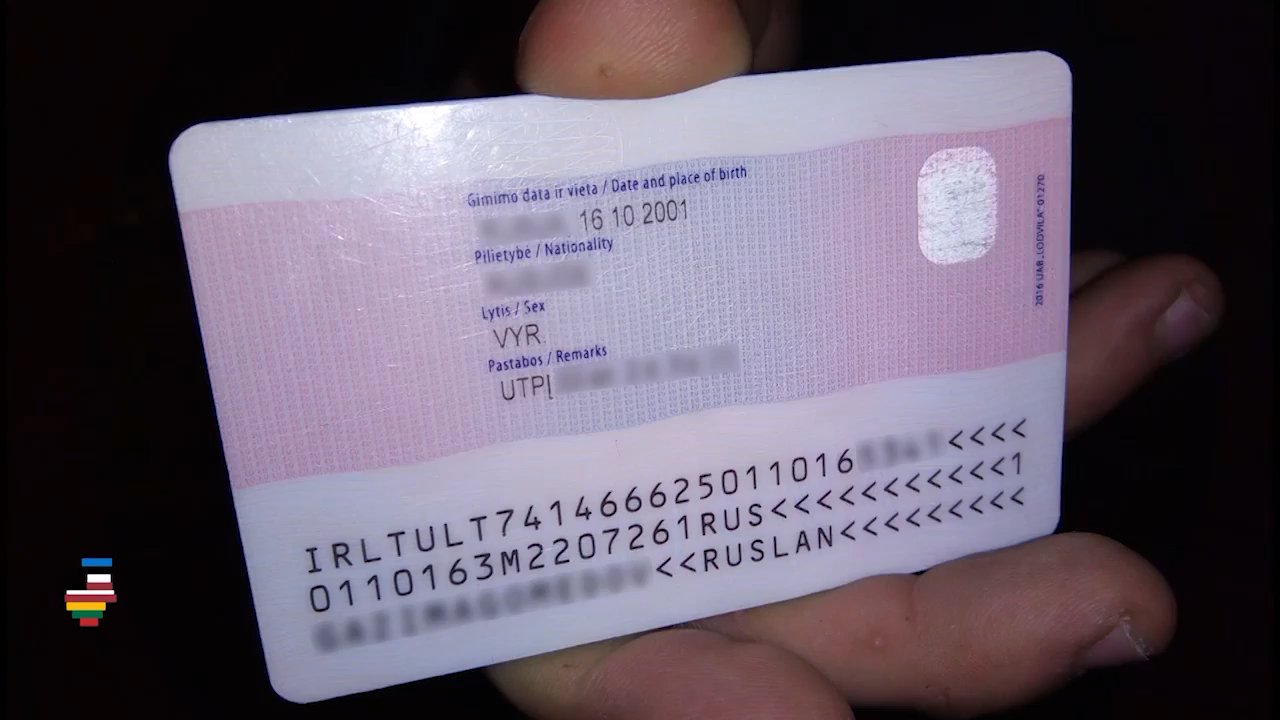 Gimimo data ir vieta / Date and place of birth
16 10 2001
Pilietybė / Nationality
Lytis / Sex
VYR.
Pastabos / Remarks
UTPĮ
2016 UAB „LODVILA“ 01270
IRLTULT741466625011016 <<<<
0110163M2207261RUS<<<<<<<<<<<1
<<RUSLAN<<<<<<<<<